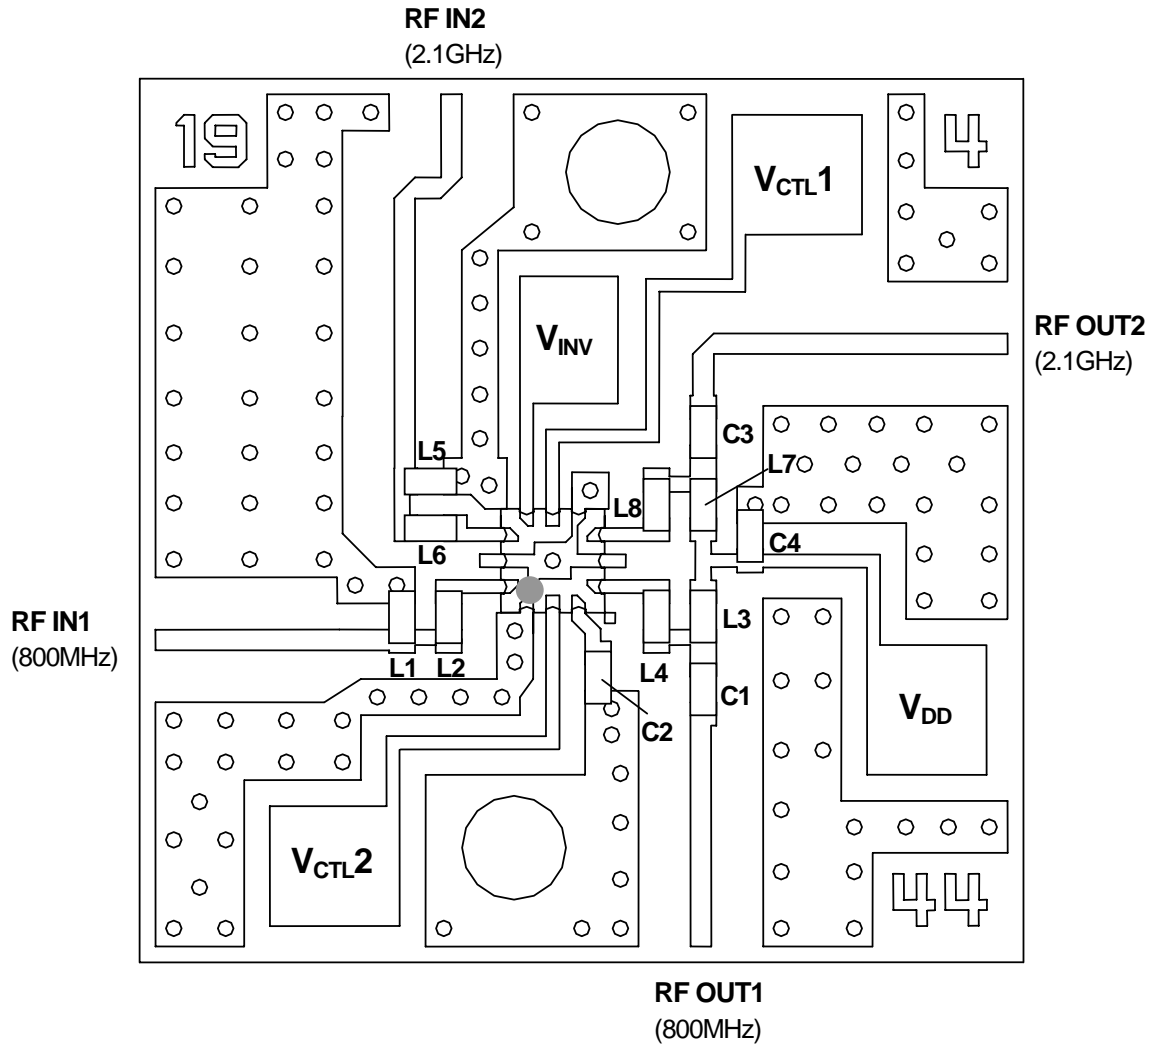 RF IN2
(2.1GHz)
19
4
VCTL1
VINV
RF OUT2
(2.1GHz)
C3
L5
L7
L8
C4
L6
RF IN1
(800MHz)
L3
L1
L2
L4
C1
VDD
C2
VCTL2
44
RF OUT1
(800MHz)